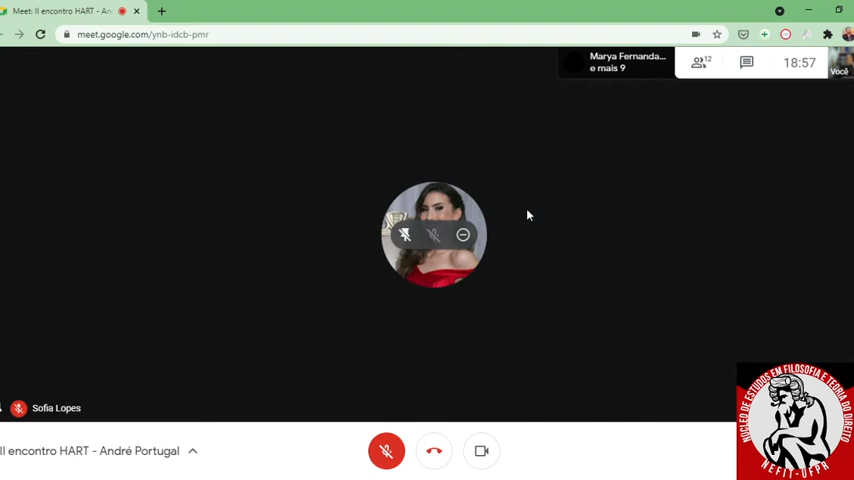 Meet: II encontro HART - An
meet.google.com/ynb-idcb-pmr
Marya Fernanda...
e mais 9
12
18:57
Você
Sofia Lopes
II encontro HART - André Portugal
NÚCLEO DE ESTUDOS EM FILOSOFIA E TEORIA DO DIREITO
NEFIT-UFPR